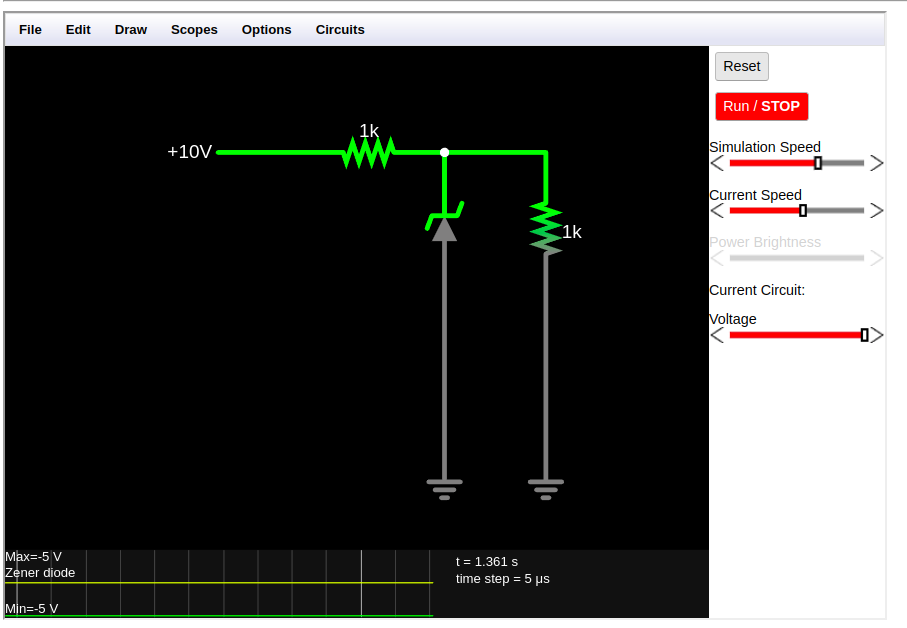 File Edit Draw Scopes Options Circuits
Reset
Run / STOP
Simulation Speed
Current Speed
Power Brightness
Current Circuit:
Voltage
1k
+10V
1k
Max=-5 V
Zener diode
Min=-5 V
t = 1.361 s
time step = 5 μs